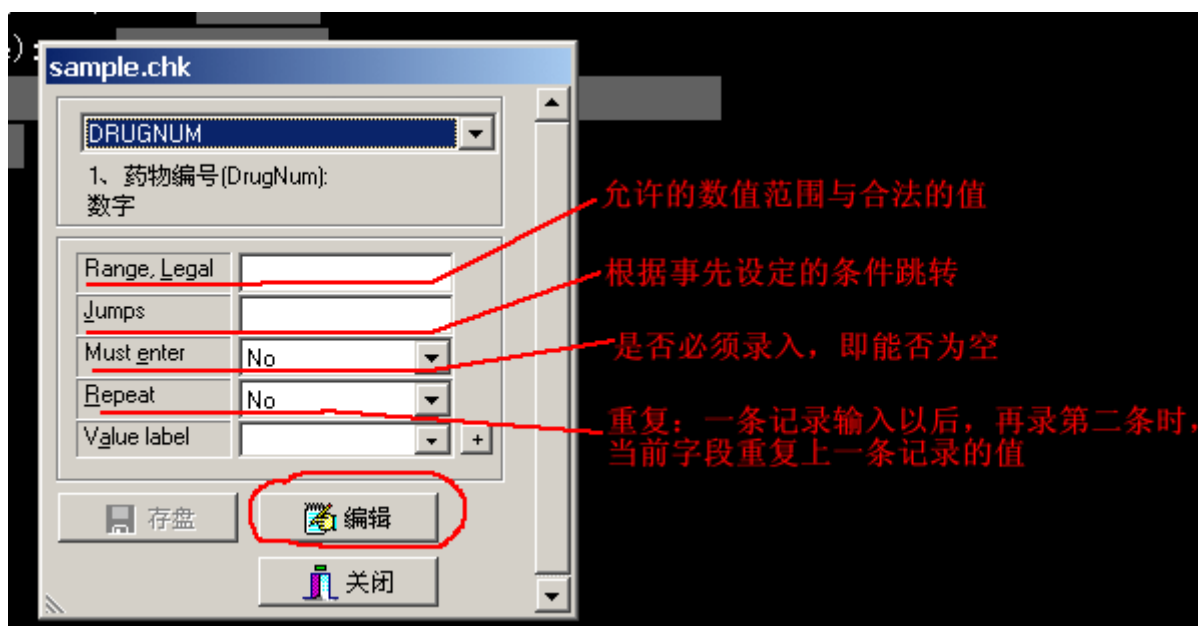 ) :
sample.chk
DRUGNUM
1、药物编号(DrugNum):
数字
Range, Legal
Jumps
Must enter No
Repeat No
Value label +
存盘
编辑
关闭
允许的数值范围与合法的值
根据事先设定的条件跳转
是否必须录入，即能否为空
重复：一条记录输入以后，再录第二条时，
当前字段重复上一条记录的值